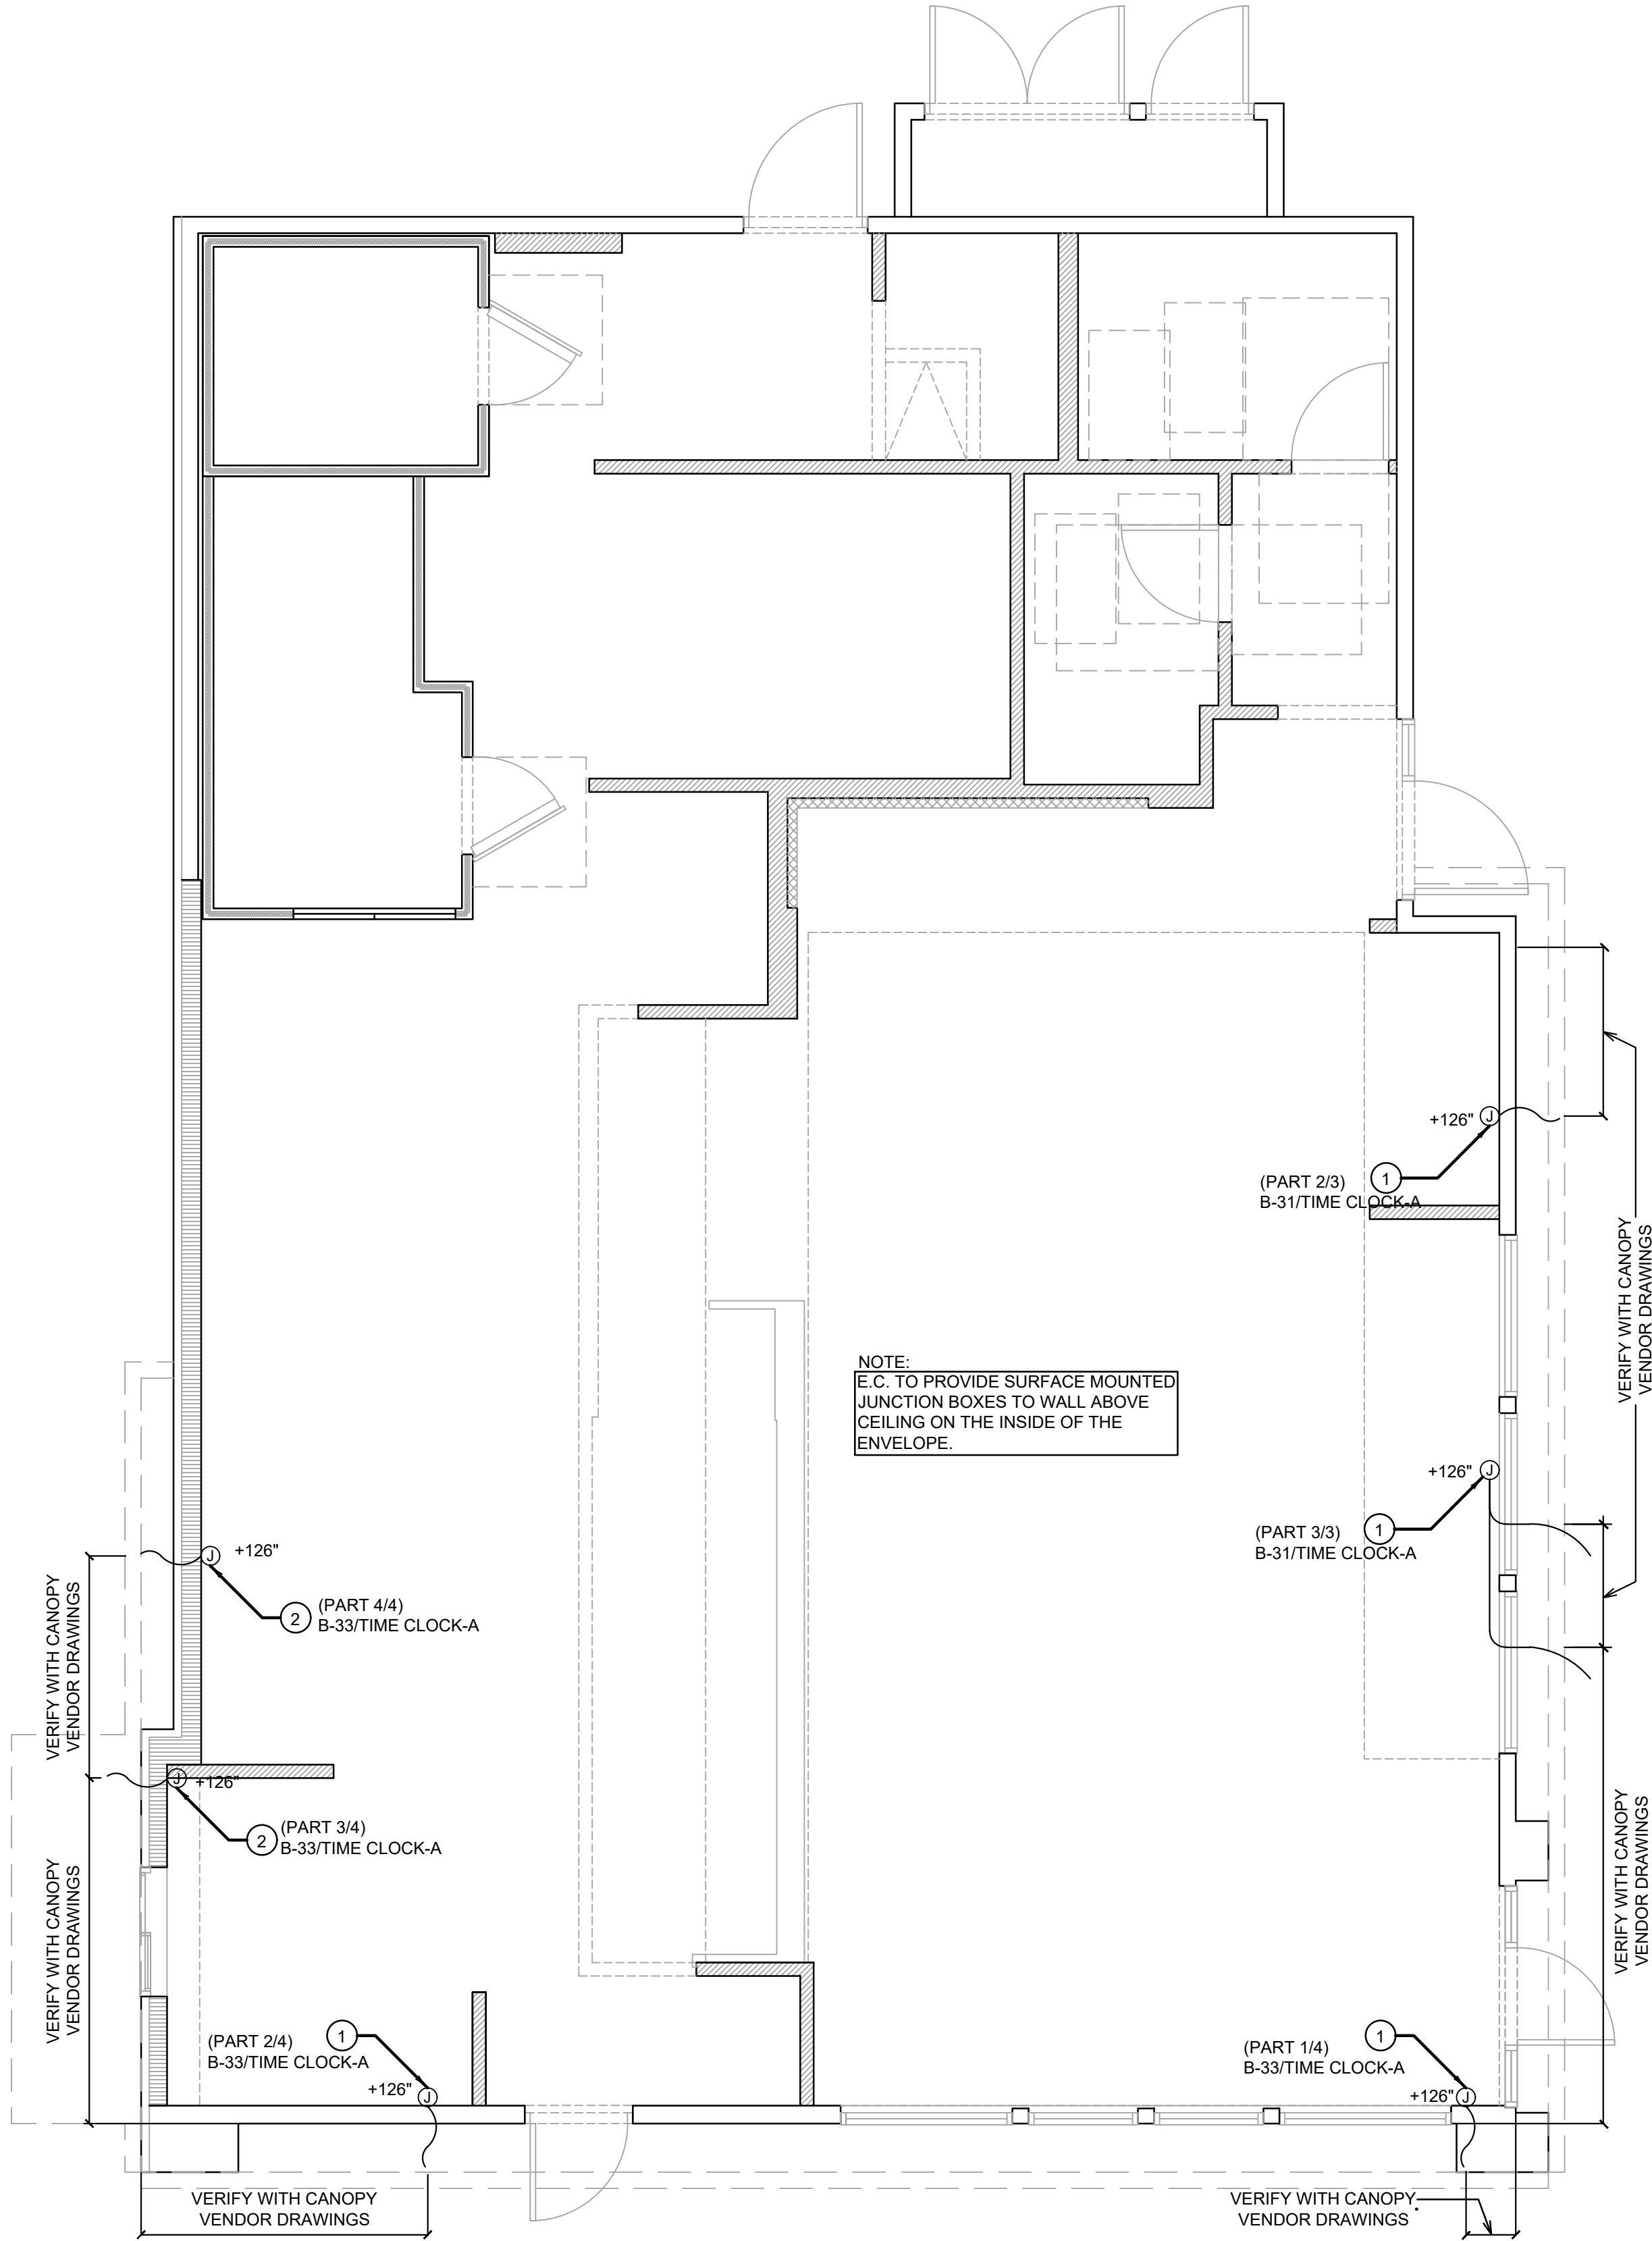 +126" J
1
(PART 2/3)
B-31/TIME CLOCK-A
VERIFY WITH CANOPY
VENDOR DRAWINGS
NOTE:
E.C. TO PROVIDE SURFACE MOUNTED
JUNCTION BOXES TO WALL ABOVE
CEILING ON THE INSIDE OF THE
ENVELOPE.
+126" J
1
(PART 3/3)
B-31/TIME CLOCK-A
J +126"
2
(PART 4/4)
B-33/TIME CLOCK-A
VERIFY WITH CANOPY
VENDOR DRAWINGS
J +126"
2
(PART 3/4)
B-33/TIME CLOCK-A
VERIFY WITH CANOPY
VENDOR DRAWINGS
VERIFY WITH CANOPY
VENDOR DRAWINGS
1
(PART 2/4)
B-33/TIME CLOCK-A
+126" J
1
(PART 1/4)
B-33/TIME CLOCK-A
+126" J
VERIFY WITH CANOPY
VENDOR DRAWINGS
VERIFY WITH CANOPY
VENDOR DRAWINGS